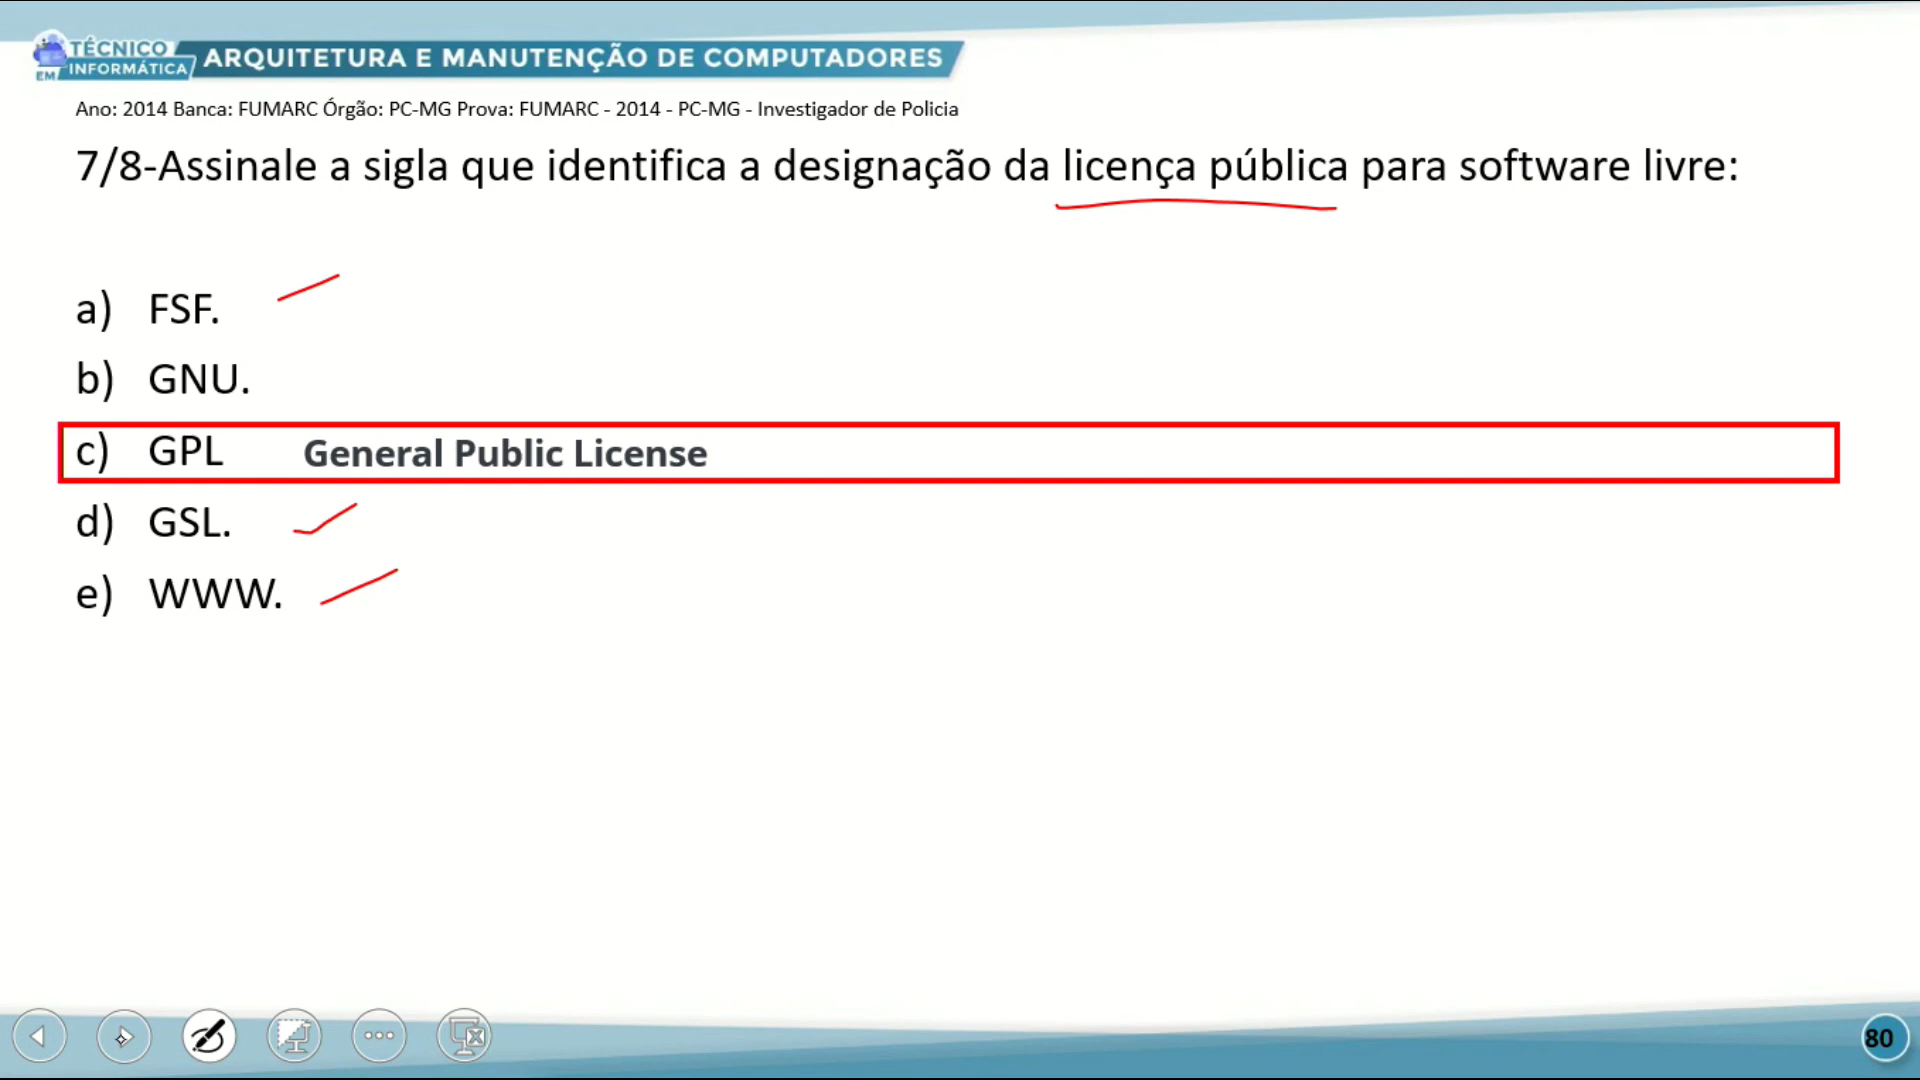 TÉCNICO
EM INFORMÁTICA
ARQUITETURA E MANUTENÇÃO DE COMPUTADORES
Ano: 2014 Banca: FUMARC Órgão: PC-MG Prova: FUMARC - 2014 - PC-MG - Investigador de Policia
7/8-Assinale a sigla que identifica a designação da licença pública para software livre:
a) FSF.
b) GNU.
c) GPL General Public License
d) GSL.
e) WWW.
80